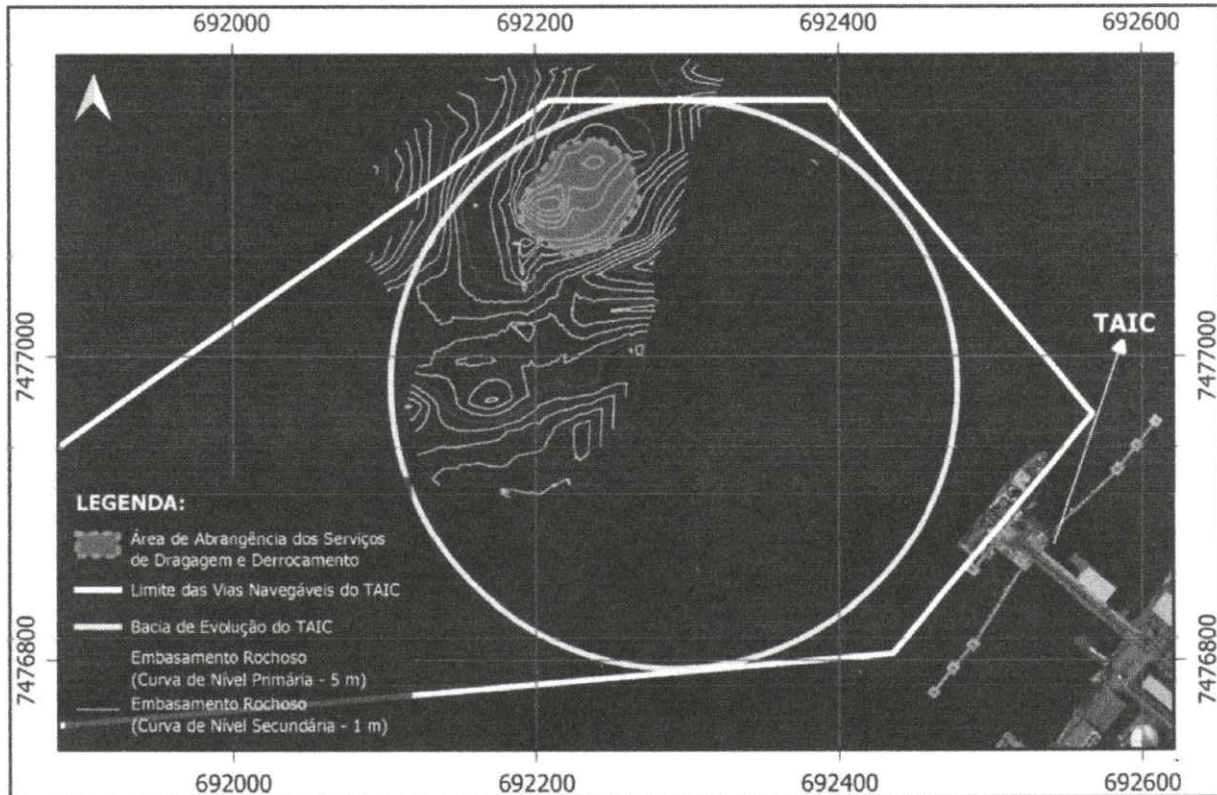 692000 692200 692400 692600
7477000
7477000
TAIC
LEGENDA:
Área de Abrangência dos Serviços
de Dragagem e Derrocamento
Limite das Vias Navegáveis do TAIC
Bacia de Evolução do TAIC
Embasamento Rochoso
(Curva de Nível Primária - 5 m)
Embasamento Rochoso
(Curva de Nível Secundária - 1 m)
7476800
7476800
692000 692200 692400 692600